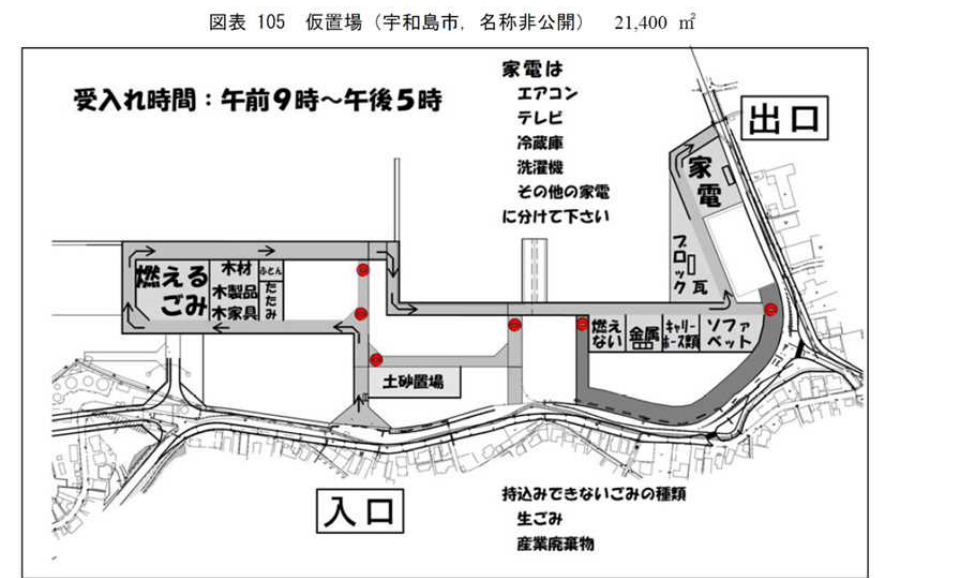 図表 105 仮置場（宇和島市，名称非公開） 21,400 ㎡
受入れ時間：午前9時～午後5時
家電は
エアコン
テレビ
冷蔵庫
洗濯機
その他の家電
に分けて下さい
出口
家電
ブロック
瓦
燃える
ごみ
木材
木製品
木家具
ふとん
たたみ
燃え
ない
金属
キャリー
ホース類
ソファ
ベット
土砂置場
入口
持込みできないごみの種類
生ごみ
産業廃棄物